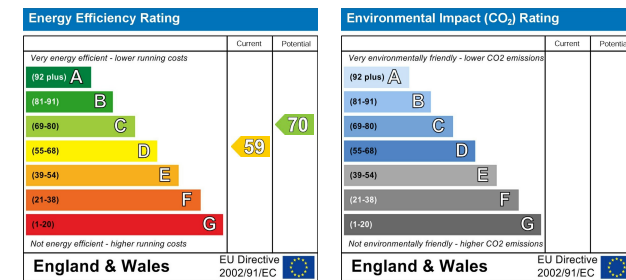 Energy Efficiency Rating
Current Potential
Very energy efficient - lower running costs
(92 plus) A
(81-91) B
(69-80) C
70
(55-68) D
59
(39-54) E
(21-38) F
(1-20) G
Not energy efficient - higher running costs
England & Wales
EU Directive
2002/91/EC
Environmental Impact (CO2) Rating
Current Potential
Very environmentally friendly - lower CO2 emissions
(92 plus) A
(81-91) B
(69-80) C
(55-68) D
(39-54) E
(21-38) F
(1-20) G
Not environmentally friendly - higher CO2 emissions
England & Wales
EU Directive
2002/91/EC